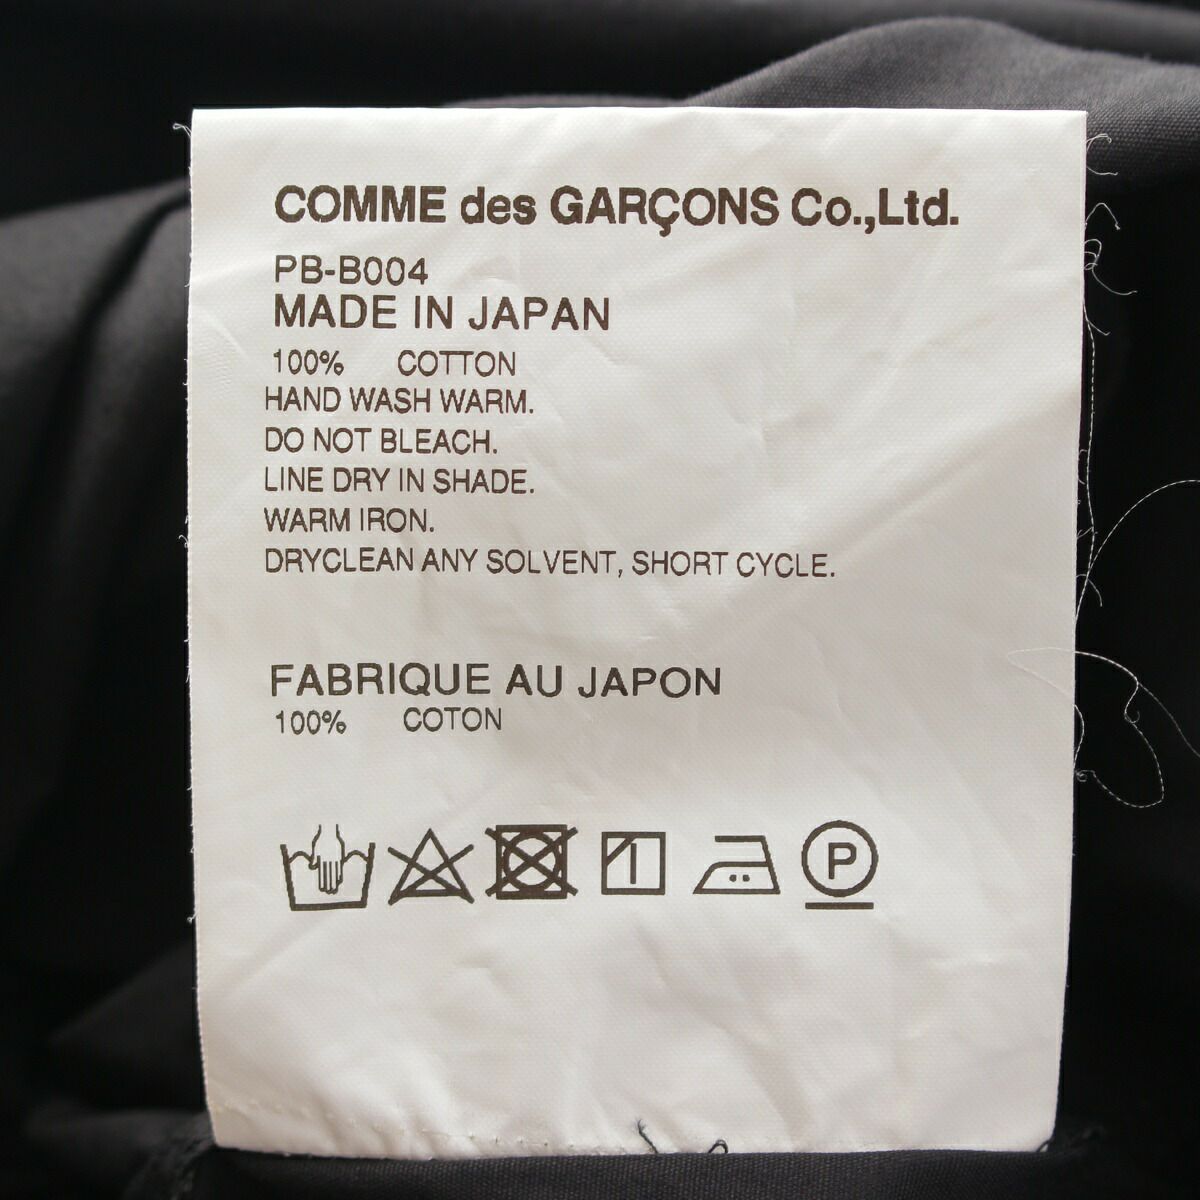 COMME des GARÇONS Co.,Ltd.
PB-B004
MADE IN JAPAN
100% COTTON
HAND WASH WARM.
DO NOT BLEACH.
LINE DRY IN SHADE.
WARM IRON.
DRYCLEAN ANY SOLVENT, SHORT CYCLE.
FABRIQUE AU JAPON
100% COTON
P